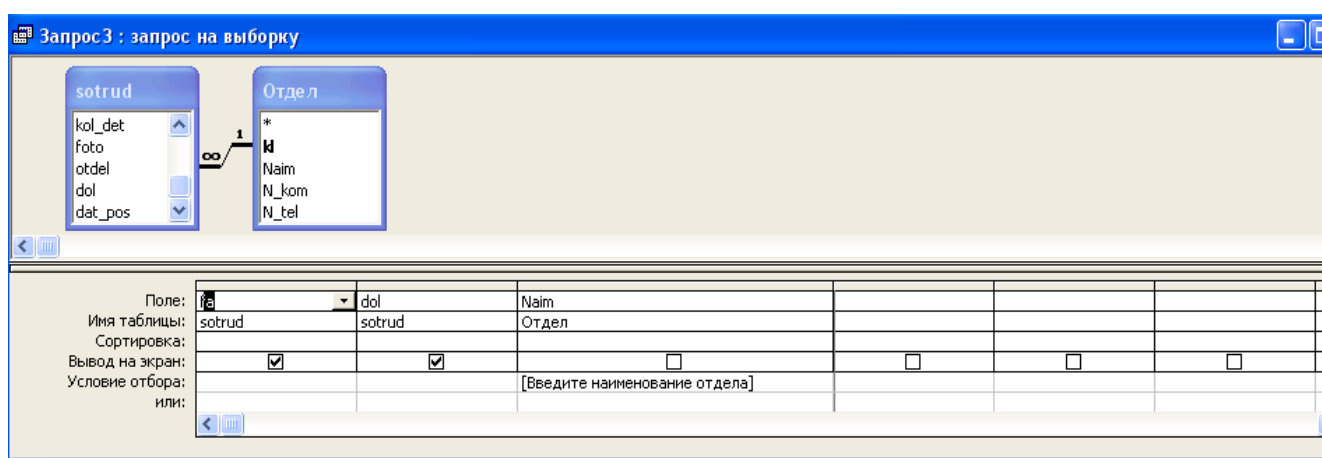 Запрос3 : запрос на выборку
sotrud
kol_det
foto
otdel
dol
dat_pos
∞
1
Отдел
*
kl
Naim
N_kom
N_tel
Поле: fa dol Naim
Имя таблицы: sotrud sotrud Отдел
Сортировка:
Вывод на экран:
Условие отбора: [Введите наименование отдела]
или: